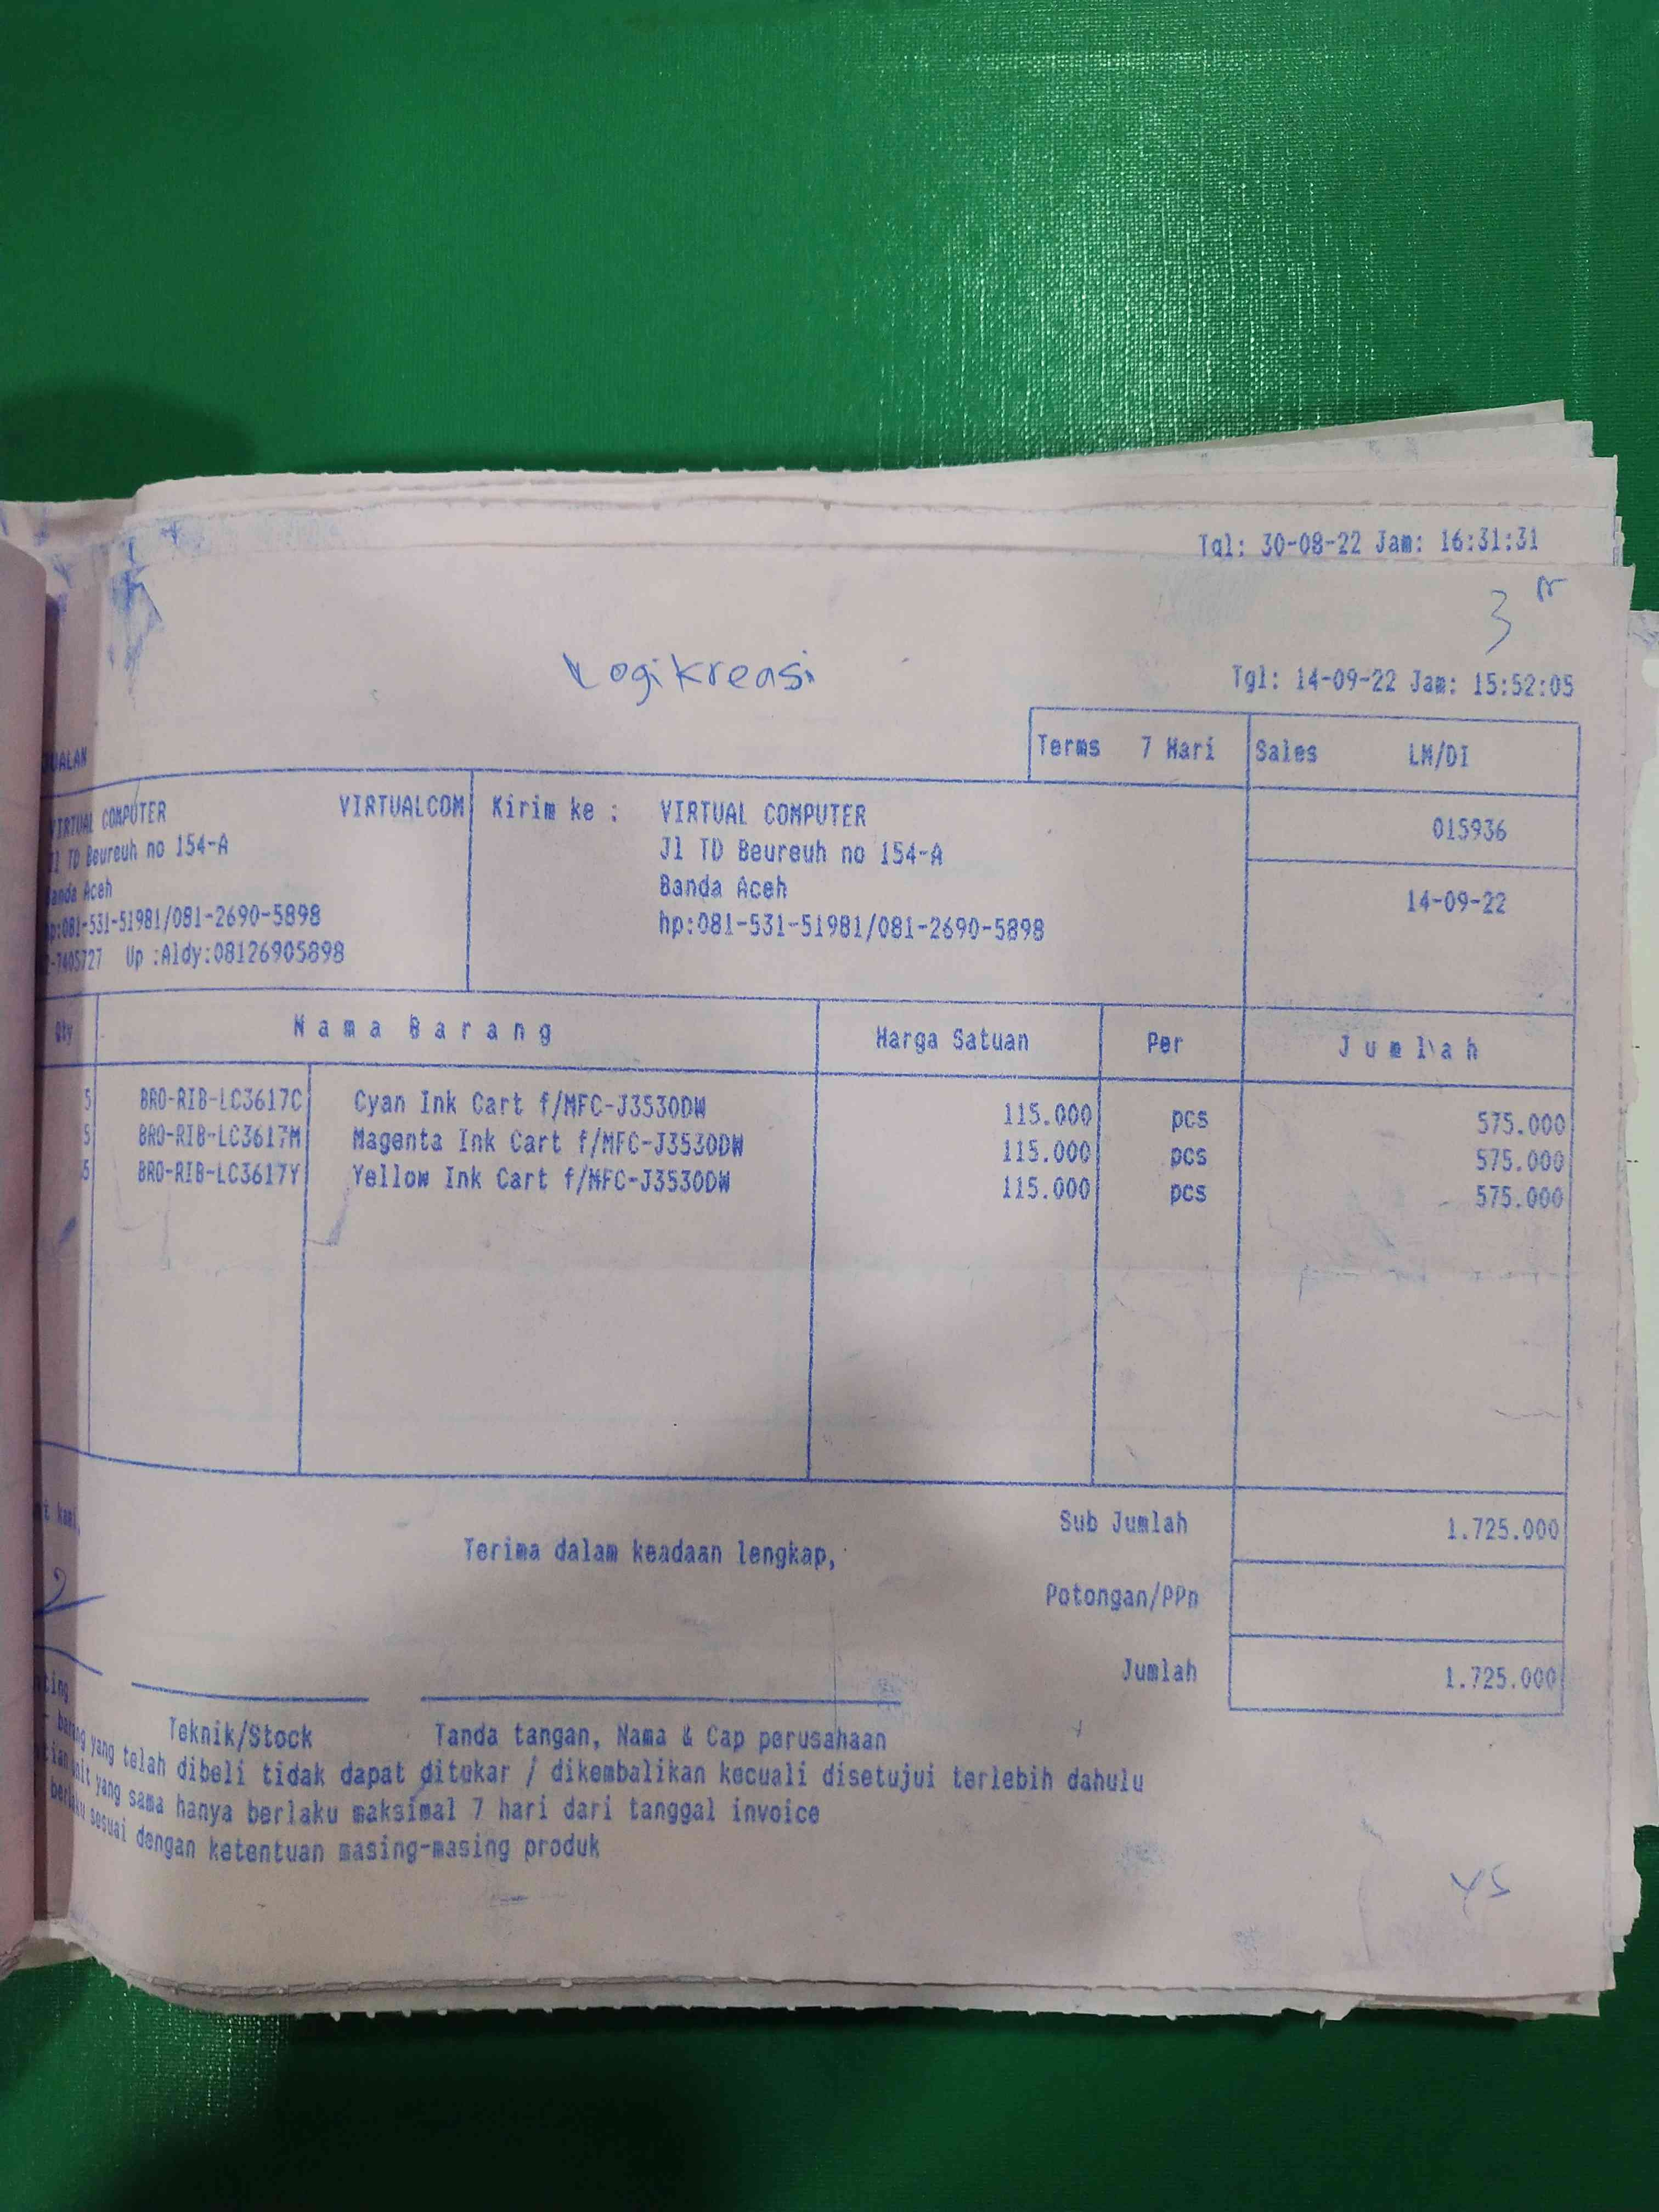 Tgl: 30-08-22 Jam: 16:31:31
3
Logikreasi
Tgl: 14-09-22 Jam: 15:52:05
Terms 7 Hari Sales LM/DI
VIRTUAL COMPUTER VIRTUALCOM Kirim ke : VIRTUAL COMPUTER 015936
Jl TD Beureuh no 154-A Jl TD Beureuh no 154-A
Banda Aceh Banda Aceh 14-09-22
hp:081-531-51981/081-2690-5898 hp:081-531-51981/081-2690-5898
-7405727 Up :Aldy:08126905898
Qty Nama Barang Harga Satuan Per Jumlah
5 BRO-RIB-LC3617C Cyan Ink Cart f/MFC-J3530DW 115.000 pcs 575.000
5 BRO-RIB-LC3617M Magenta Ink Cart f/MFC-J3530DW 115.000 pcs 575.000
5 BRO-RIB-LC3617Y Yellow Ink Cart f/MFC-J3530DW 115.000 pcs 575.000
Sub Jumlah 1.725.000
Terima dalam keadaan lengkap,
Potongan/PPn
Jumlah 1.725.000
Teknik/Stock Tanda tangan, Nama & Cap perusahaan
barang yang telah dibeli tidak dapat ditukar / dikembalikan kecuali disetujui terlebih dahulu
unit yang sama hanya berlaku maksimal 7 hari dari tanggal invoice
berlaku sesuai dengan ketentuan masing-masing produk
YS